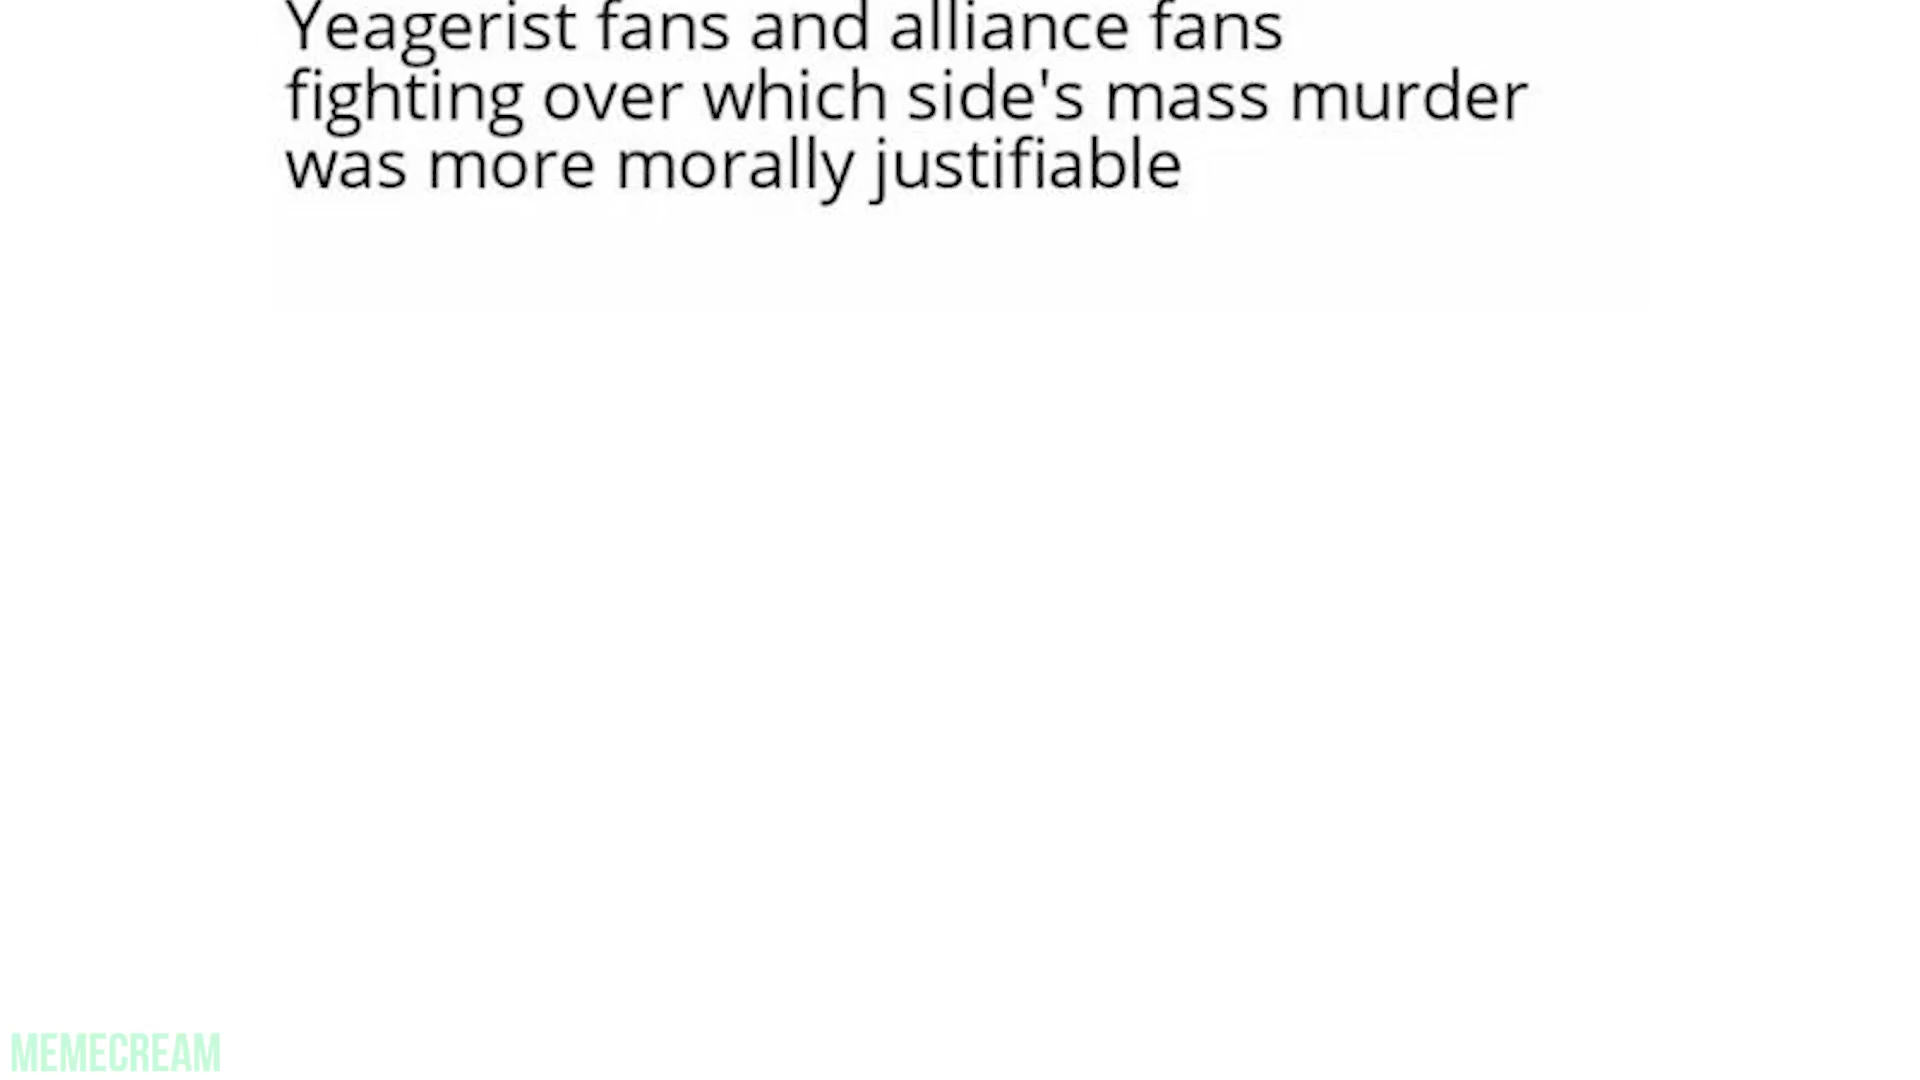 Yeagerist fans and alliance fans
fighting over which side's mass murder
was more morally justifiable
MEMECREAM